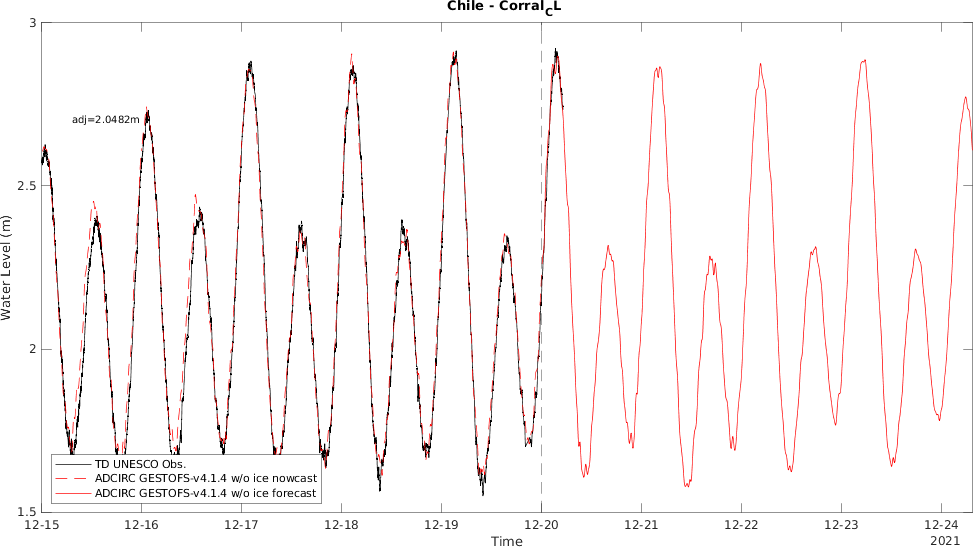 Chile - Corral_CL
3
adj=2.0482m
2.5
Water Level (m)
2
TD UNESCO Obs.
ADCIRC GESTOFS-v4.1.4 w/o ice nowcast
ADCIRC GESTOFS-v4.1.4 w/o ice forecast
1.5
12-15 12-16 12-17 12-18 12-19 12-20 12-21 12-22 12-23 12-24
Time 2021